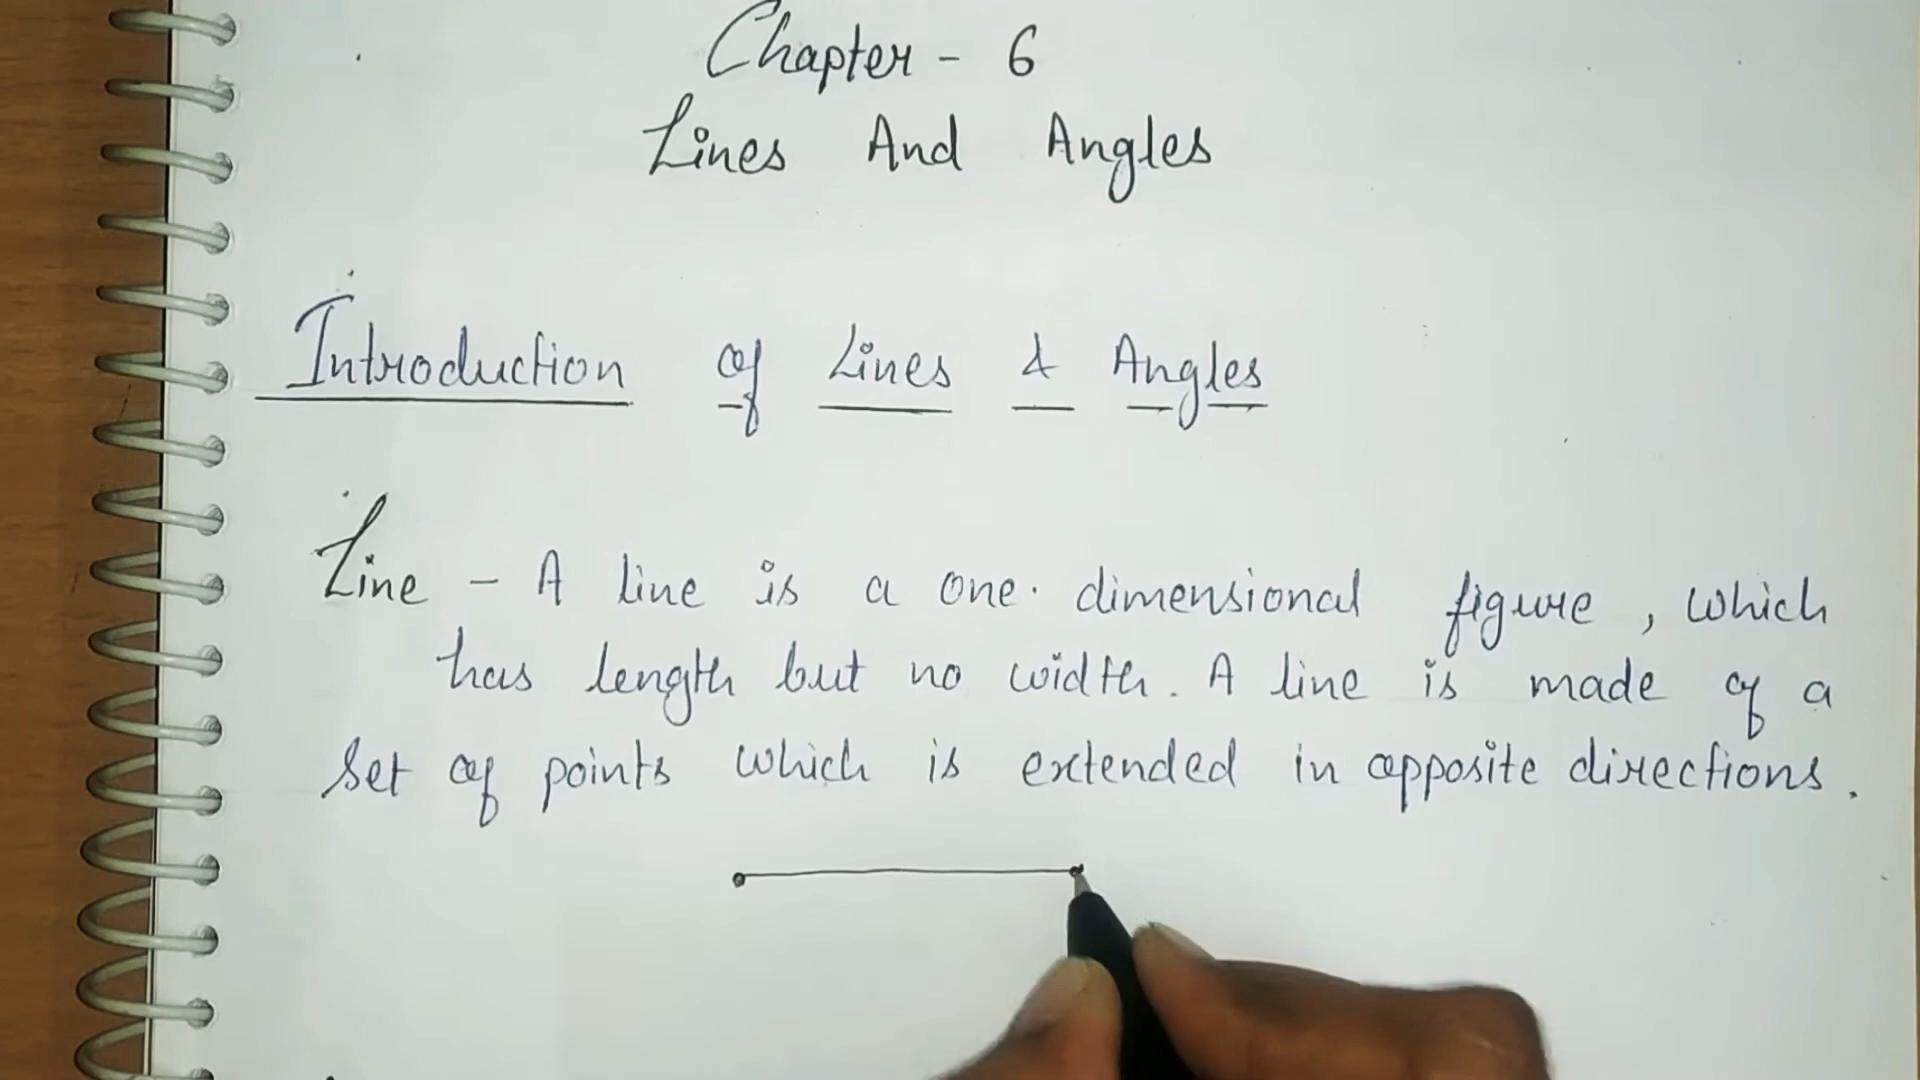 Chapter - 6
Lines And Angles
Introduction of Lines & Angles
Line - A line is a one. dimensional figure, which
has length but no width. A line is made of a
set of points which is extended in opposite directions.